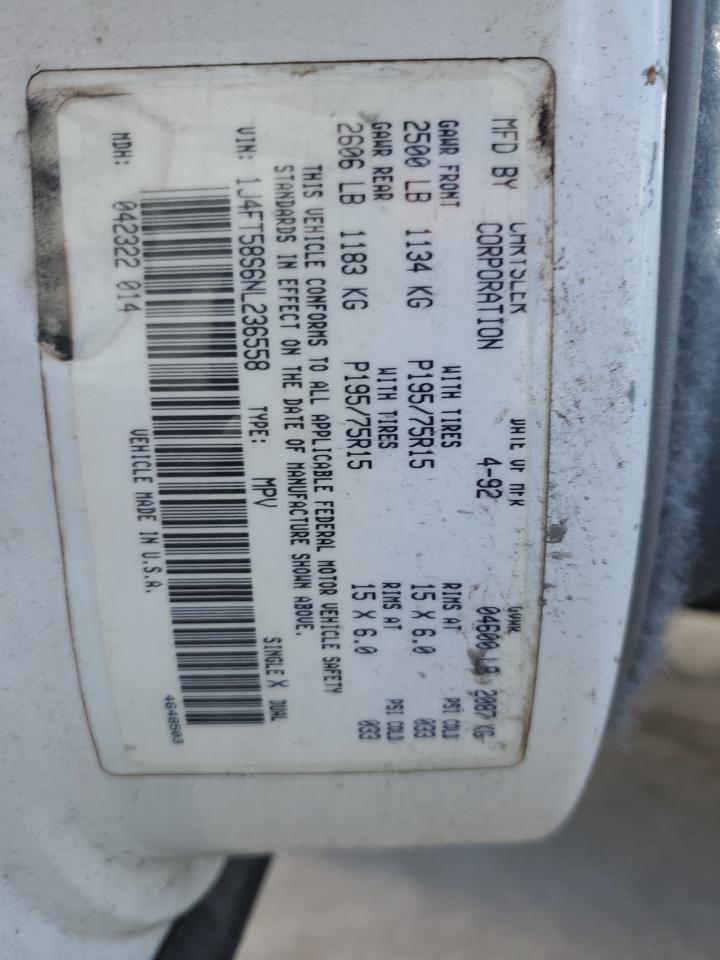 MFD BY CHRYSLER CORPORATION DATE OF MFR 4-92 GVWR 04600 LB 2087 KG
GAWR FRONT WITH TIRES RIMS AT PSI COLD
2500 LB 1134 KG P195/75R15 15 X 6.0 033
GAWR REAR WITH TIRES RIMS AT PSI COLD
2606 LB 1183 KG P195/75R15 15 X 6.0 033
THIS VEHICLE CONFORMS TO ALL APPLICABLE FEDERAL MOTOR VEHICLE SAFETY
STANDARDS IN EFFECT ON THE DATE OF MANUFACTURE SHOWN ABOVE.
VIN: 1J4FT58S6NL236558 TYPE: MPV SINGLE X DUAL
MDH: 042322 014 VEHICLE MADE IN U.S.A. 4648503